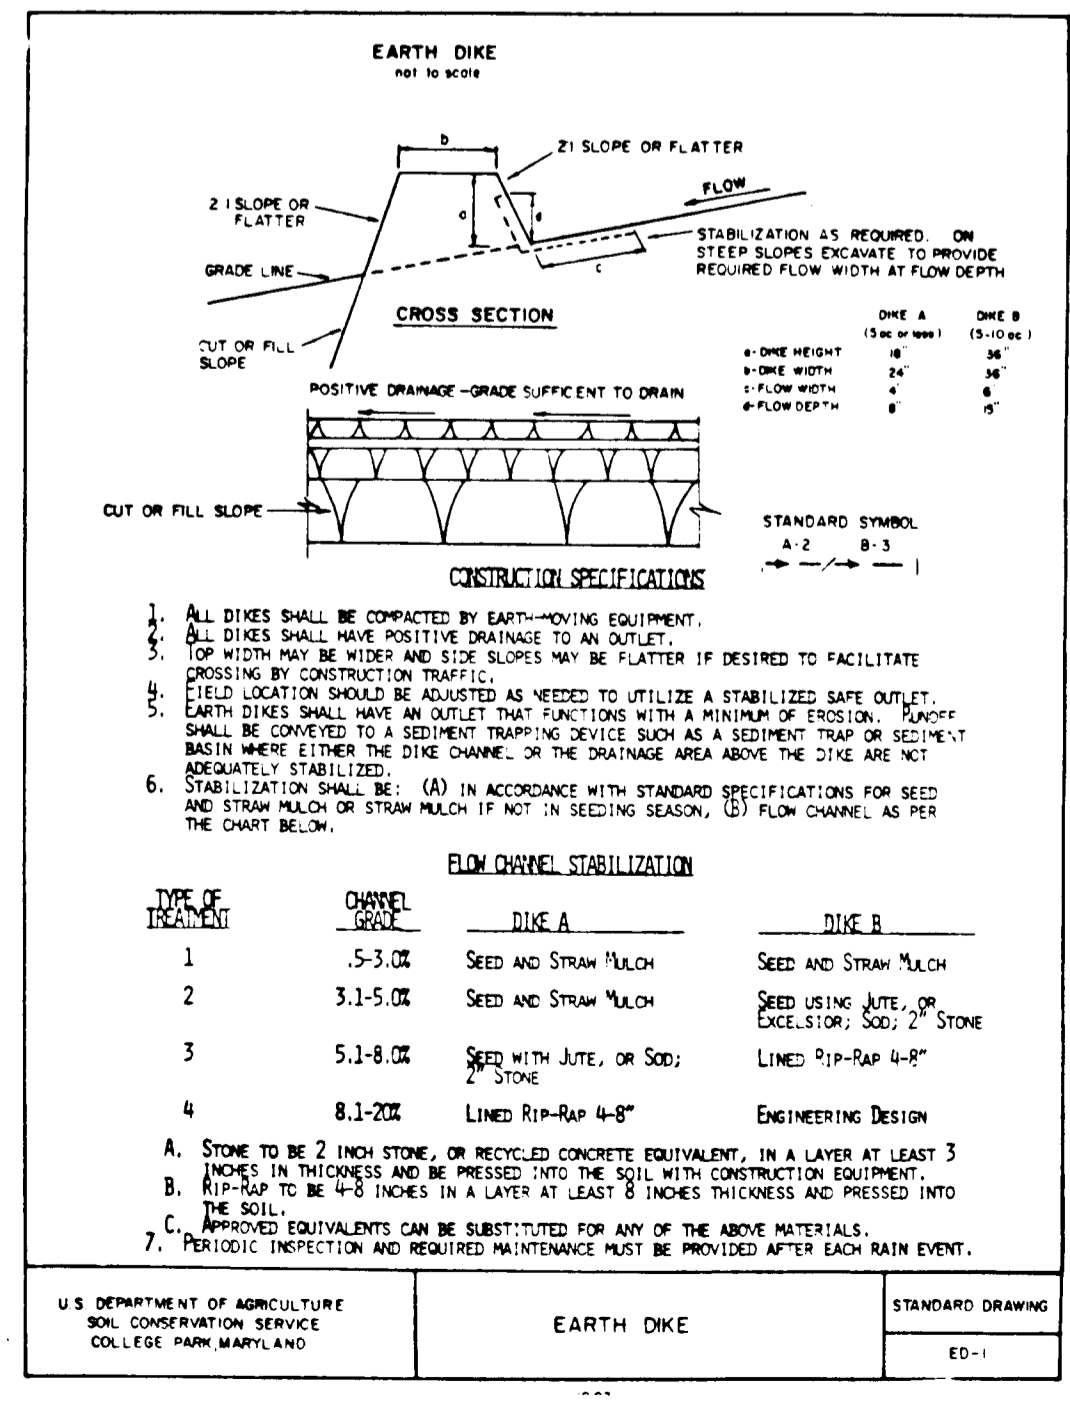 EARTH DIKE
not to scale
b
2:1 SLOPE OR FLATTER
FLOW
2:1 SLOPE OR
FLATTER
a
STABILIZATION AS REQUIRED. ON
STEEP SLOPES EXCAVATE TO PROVIDE
REQUIRED FLOW WIDTH AT FLOW DEPTH
GRADE LINE
c
CROSS SECTION
CUT OR FILL
SLOPE
DIKE A DIKE B
(5 ac or less) (5-10 ac)
a-DIKE HEIGHT 18" 36"
b-DIKE WIDTH 24" 36"
c-FLOW WIDTH 4' 6'
d-FLOW DEPTH 8" 15"
POSITIVE DRAINAGE-GRADE SUFFICENT TO DRAIN
CUT OR FILL SLOPE
STANDARD SYMBOL
A-2 B-3
CONSTRUCTION SPECIFICATIONS
1. ALL DIKES SHALL BE COMPACTED BY EARTH-MOVING EQUIPMENT.
2. ALL DIKES SHALL HAVE POSITIVE DRAINAGE TO AN OUTLET.
3. TOP WIDTH MAY BE WIDER AND SIDE SLOPES MAY BE FLATTER IF DESIRED TO FACILITATE
CROSSING BY CONSTRUCTION TRAFFIC.
4. FIELD LOCATION SHOULD BE ADJUSTED AS NEEDED TO UTILIZE A STABILIZED SAFE OUTLET.
5. EARTH DIKES SHALL HAVE AN OUTLET THAT FUNCTIONS WITH A MINIMUM OF EROSION. RUNOFF
SHALL BE CONVEYED TO A SEDIMENT TRAPPING DEVICE SUCH AS A SEDIMENT TRAP OR SEDIMENT
BASIN WHERE EITHER THE DIKE CHANNEL OR THE DRAINAGE AREA ABOVE THE DIKE ARE NOT
ADEQUATELY STABILIZED.
6. STABILIZATION SHALL BE: (A) IN ACCORDANCE WITH STANDARD SPECIFICATIONS FOR SEED
AND STRAW MULCH OR STRAW MULCH IF NOT IN SEEDING SEASON, (B) FLOW CHANNEL AS PER
THE CHART BELOW.
FLOW CHANNEL STABILIZATION
TYPE OF CHANNEL
TREATMENT GRADE DIKE A DIKE B
1 .5-3.0% SEED AND STRAW MULCH SEED AND STRAW MULCH
2 3.1-5.0% SEED AND STRAW MULCH SEED USING JUTE, OR
EXCELSIOR; SOD; 2" STONE
3 5.1-8.0% SEED WITH JUTE, OR SOD; LINED RIP-RAP 4-8"
2" STONE
4 8.1-20% LINED RIP-RAP 4-8" ENGINEERING DESIGN
A. STONE TO BE 2 INCH STONE, OR RECYCLED CONCRETE EQUIVALENT, IN A LAYER AT LEAST 3
INCHES IN THICKNESS AND BE PRESSED INTO THE SOIL WITH CONSTRUCTION EQUIPMENT.
B. RIP-RAP TO BE 4-8 INCHES IN A LAYER AT LEAST 8 INCHES THICKNESS AND PRESSED INTO
THE SOIL.
C. APPROVED EQUIVALENTS CAN BE SUBSTITUTED FOR ANY OF THE ABOVE MATERIALS.
7. PERIODIC INSPECTION AND REQUIRED MAINTENANCE MUST BE PROVIDED AFTER EACH RAIN EVENT.
U.S. DEPARTMENT OF AGRICULTURE
SOIL CONSERVATION SERVICE
COLLEGE PARK, MARYLAND
EARTH DIKE
STANDARD DRAWING
ED-1